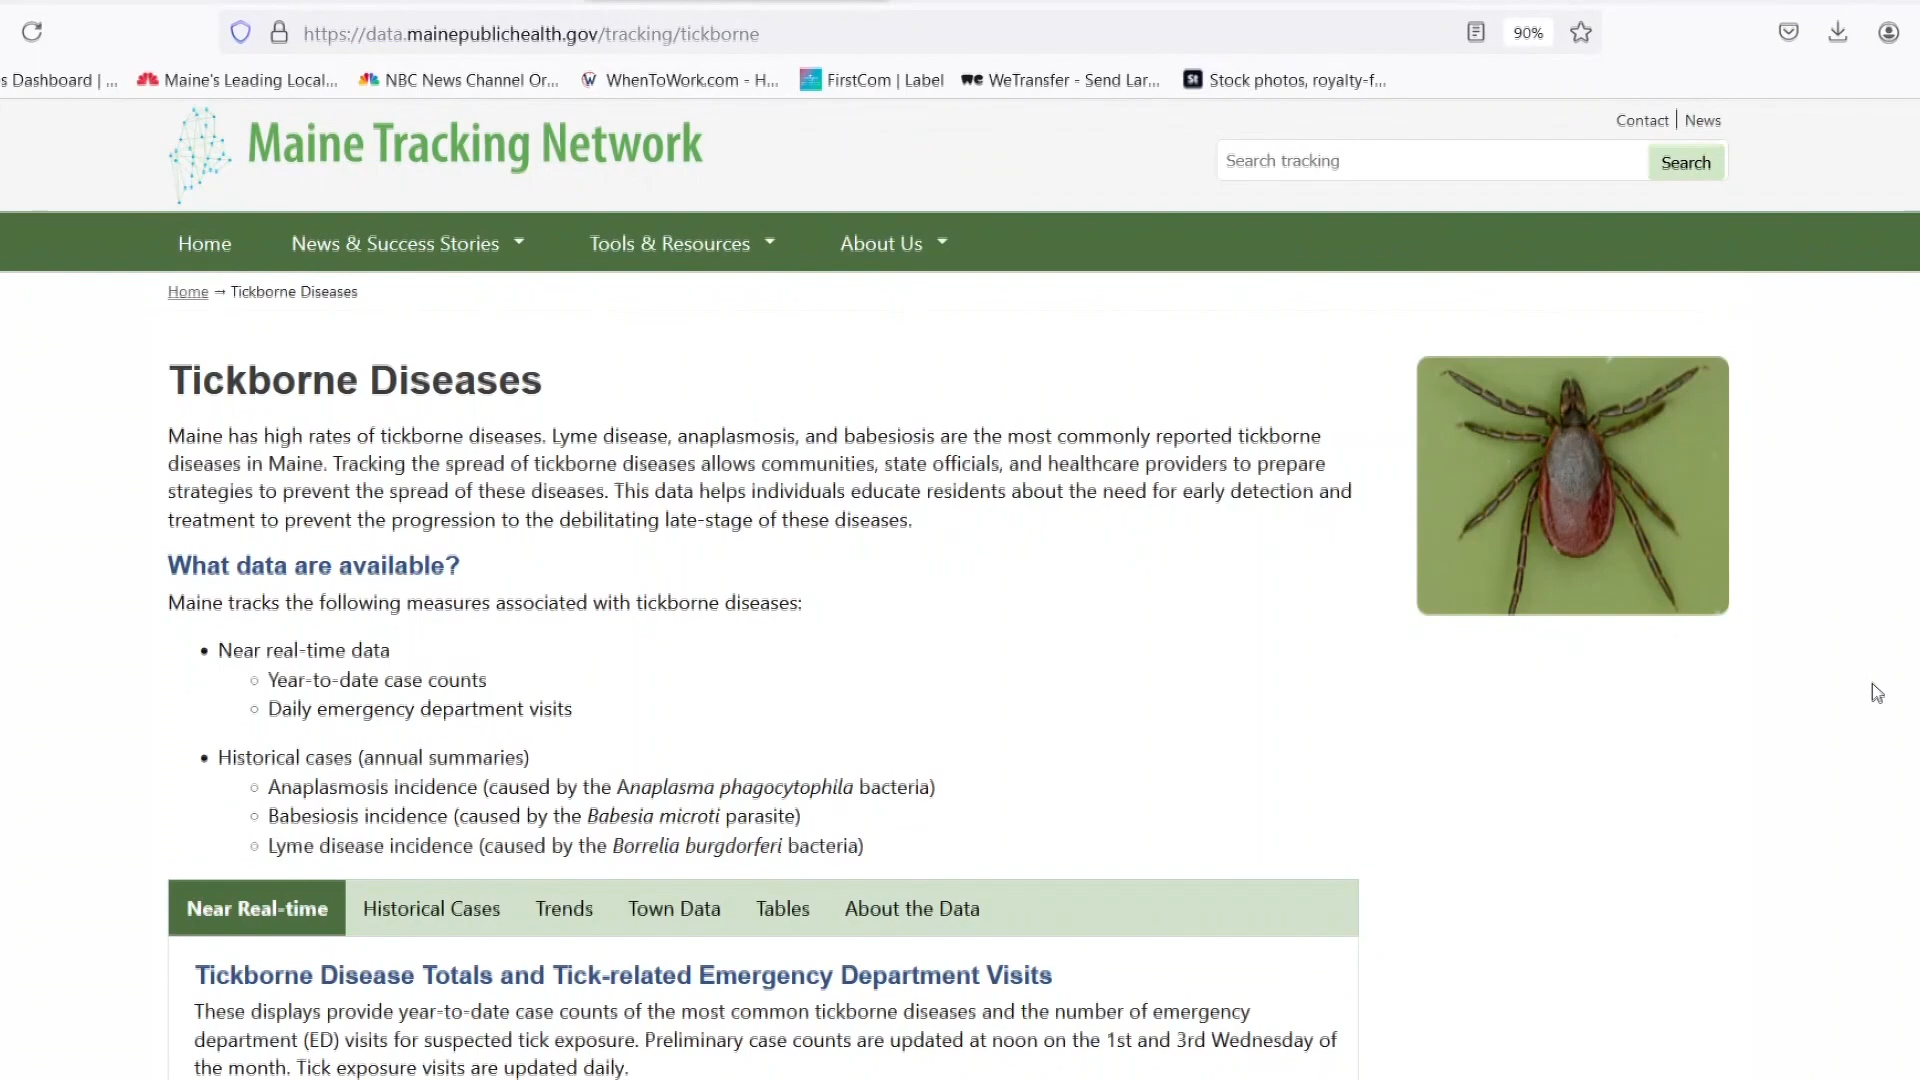 https://data.mainepublichealth.gov/tracking/tickborne
90%
s Dashboard | ...
Maine's Leading Local...
NBC News Channel Or...
W WhenToWork.com - H...
FirstCom | Label
we WeTransfer - Send Lar...
St Stock photos, royalty-f...
Maine Tracking Network
Contact | News
Search tracking
Search
Home
News & Success Stories
Tools & Resources
About Us
Home → Tickborne Diseases
Tickborne Diseases
Maine has high rates of tickborne diseases. Lyme disease, anaplasmosis, and babesiosis are the most commonly reported tickborne
diseases in Maine. Tracking the spread of tickborne diseases allows communities, state officials, and healthcare providers to prepare
strategies to prevent the spread of these diseases. This data helps individuals educate residents about the need for early detection and
treatment to prevent the progression to the debilitating late-stage of these diseases.
What data are available?
Maine tracks the following measures associated with tickborne diseases:
• Near real-time data
○ Year-to-date case counts
○ Daily emergency department visits
• Historical cases (annual summaries)
○ Anaplasmosis incidence (caused by the Anaplasma phagocytophila bacteria)
○ Babesiosis incidence (caused by the Babesia microti parasite)
○ Lyme disease incidence (caused by the Borrelia burgdorferi bacteria)
Near Real-time
Historical Cases
Trends
Town Data
Tables
About the Data
Tickborne Disease Totals and Tick-related Emergency Department Visits
These displays provide year-to-date case counts of the most common tickborne diseases and the number of emergency
department (ED) visits for suspected tick exposure. Preliminary case counts are updated at noon on the 1st and 3rd Wednesday of
the month. Tick exposure visits are updated daily.